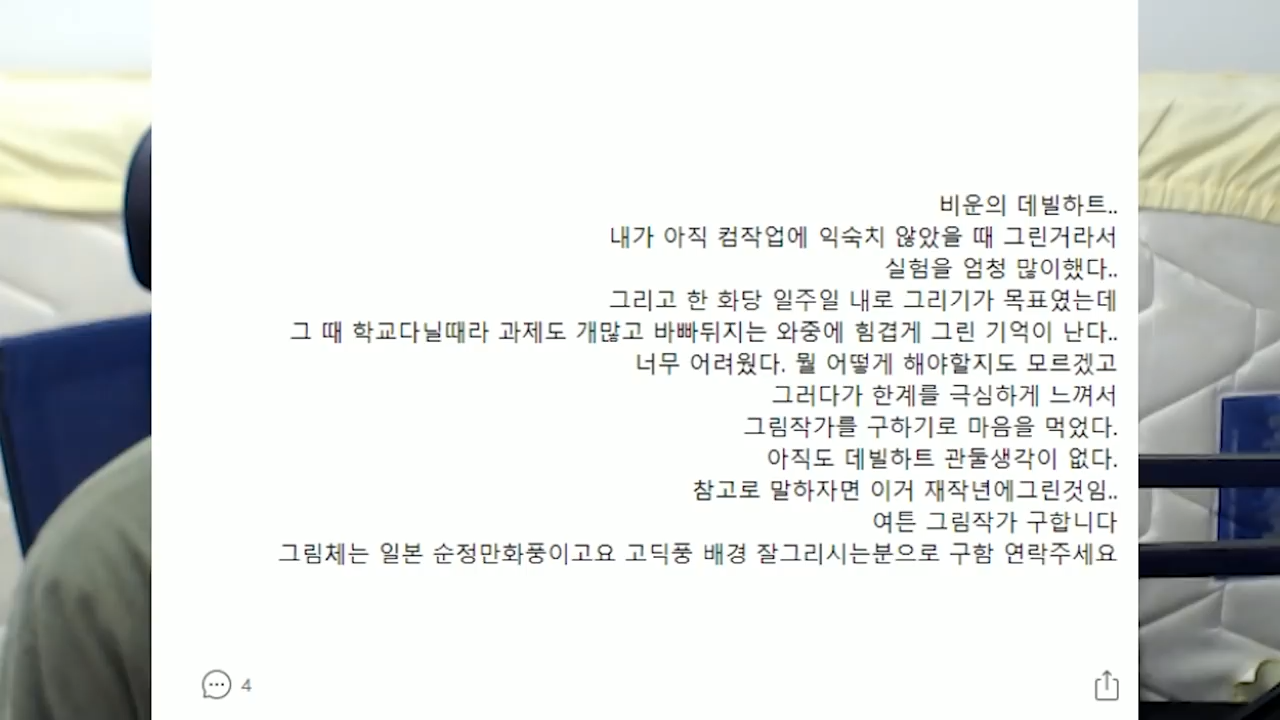 비운의 데빌하트..
내가 아직 컴작업에 익숙치 않았을 때 그린거라서
실험을 엄청 많이했다..
그리고 한 화당 일주일 내로 그리기가 목표였는데
그 때 학교다닐때라 과제도 개많고 바빠뒤지는 와중에 힘겹게 그린 기억이 난다..
너무 어려웠다. 뭘 어떻게 해야할지도 모르겠고
그러다가 한계를 극심하게 느껴서
그림작가를 구하기로 마음을 먹었다.
아직도 데빌하트 관둘생각이 없다.
참고로 말하자면 이거 재작년에그린것임..
여튼 그림작가 구합니다
그림체는 일본 순정만화풍이고요 고딕풍 배경 잘그리시는분으로 구함 연락주세요
4